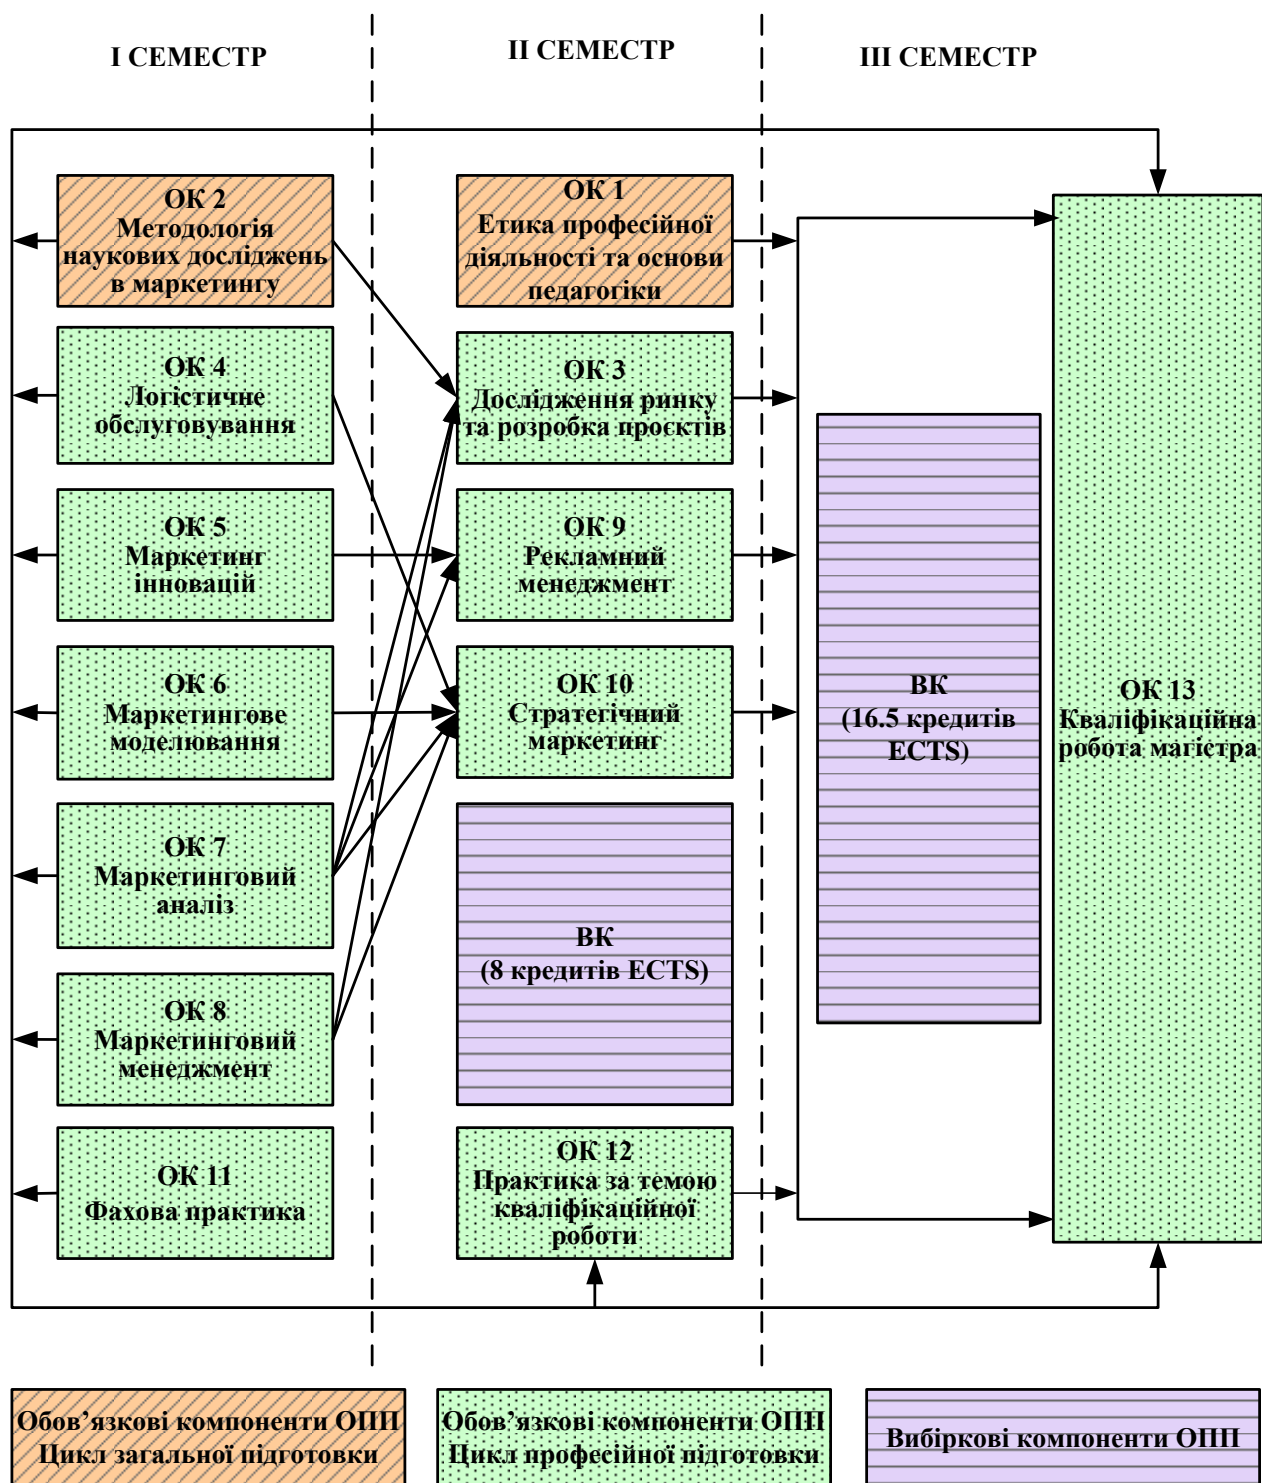 І СЕМЕСТР
ІІ СЕМЕСТР
ІІІ СЕМЕСТР
ОК 2
Методологія
наукових досліджень
в маркетингу
ОК 4
Логістичне
обслуговування
ОК 5
Маркетинг
інновацій
ОК 6
Маркетингове
моделювання
ОК 7
Маркетинговий
аналіз
ОК 8
Маркетинговий
менеджмент
ОК 11
Фахова практика
ОК 1
Етика професійної
діяльності та основи
педагогіки
ОК 3
Дослідження ринку
та розробка проєктів
ОК 9
Рекламний
менеджмент
ОК 10
Стратегічний
маркетинг
ВК
(8 кредитів ECTS)
ОК 12
Практика за темою
кваліфікаційної
роботи
ВК
(16.5 кредитів
ECTS)
ОК 13
Кваліфікаційна
робота магістра
Обов’язкові компоненти ОПП
Цикл загальної підготовки
Обов’язкові компоненти ОПП
Цикл професійної підготовки
Вибіркові компоненти ОПП